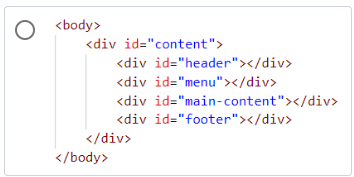 <body>
<div id="content">
<div id="header"></div>
<div id="menu"></div>
<div id="main-content"></div>
<div id="footer"></div>
</div>
</body>